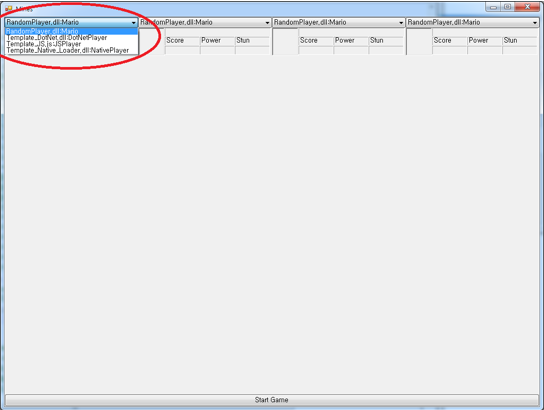 Mines
RandomPlayer,dll:Mario RandomPlayer,dll:Mario RandomPlayer,dll:Mario RandomPlayer,dll:Mario
RandomPlayer,dll:Mario
Template_DotNet,dll:DotNetPlayer
Template_JS,js:JSPlayer
Template_Native_Loader,dll:NativePlayer
Score Power Stun Score Power Stun Score Power Stun
Start Game